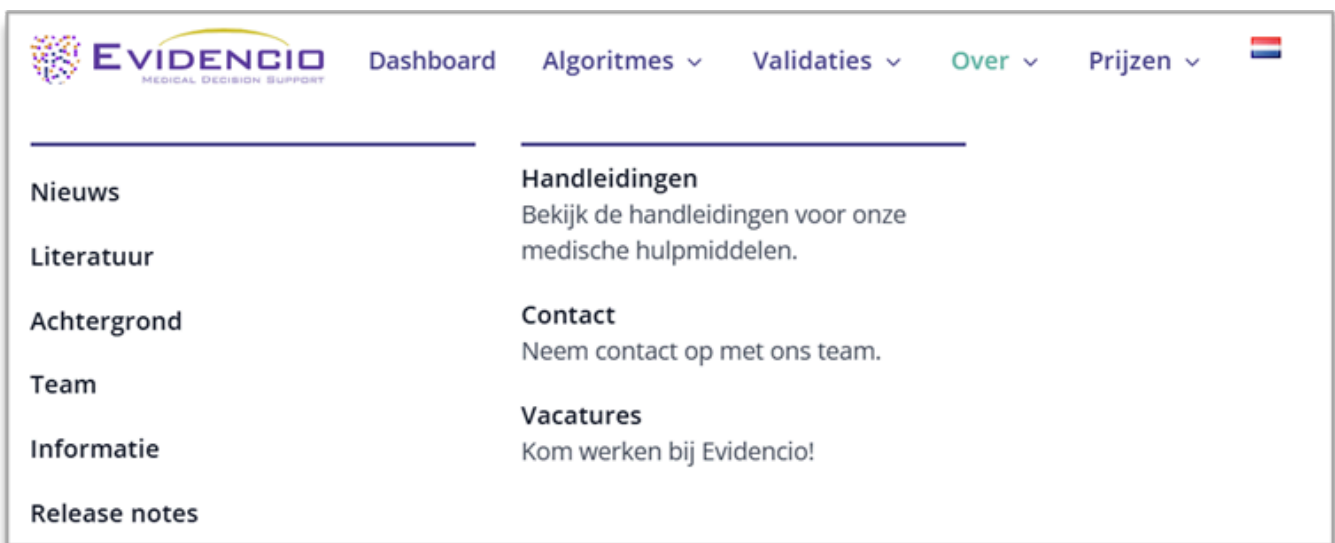 EVIDENCIO
MEDICAL DECISION SUPPORT
Dashboard Algoritmes Validaties Over Prijzen
Nieuws
Literatuur
Achtergrond
Team
Informatie
Release notes
Handleidingen
Bekijk de handleidingen voor onze
medische hulpmiddelen.
Contact
Neem contact op met ons team.
Vacatures
Kom werken bij Evidencio!